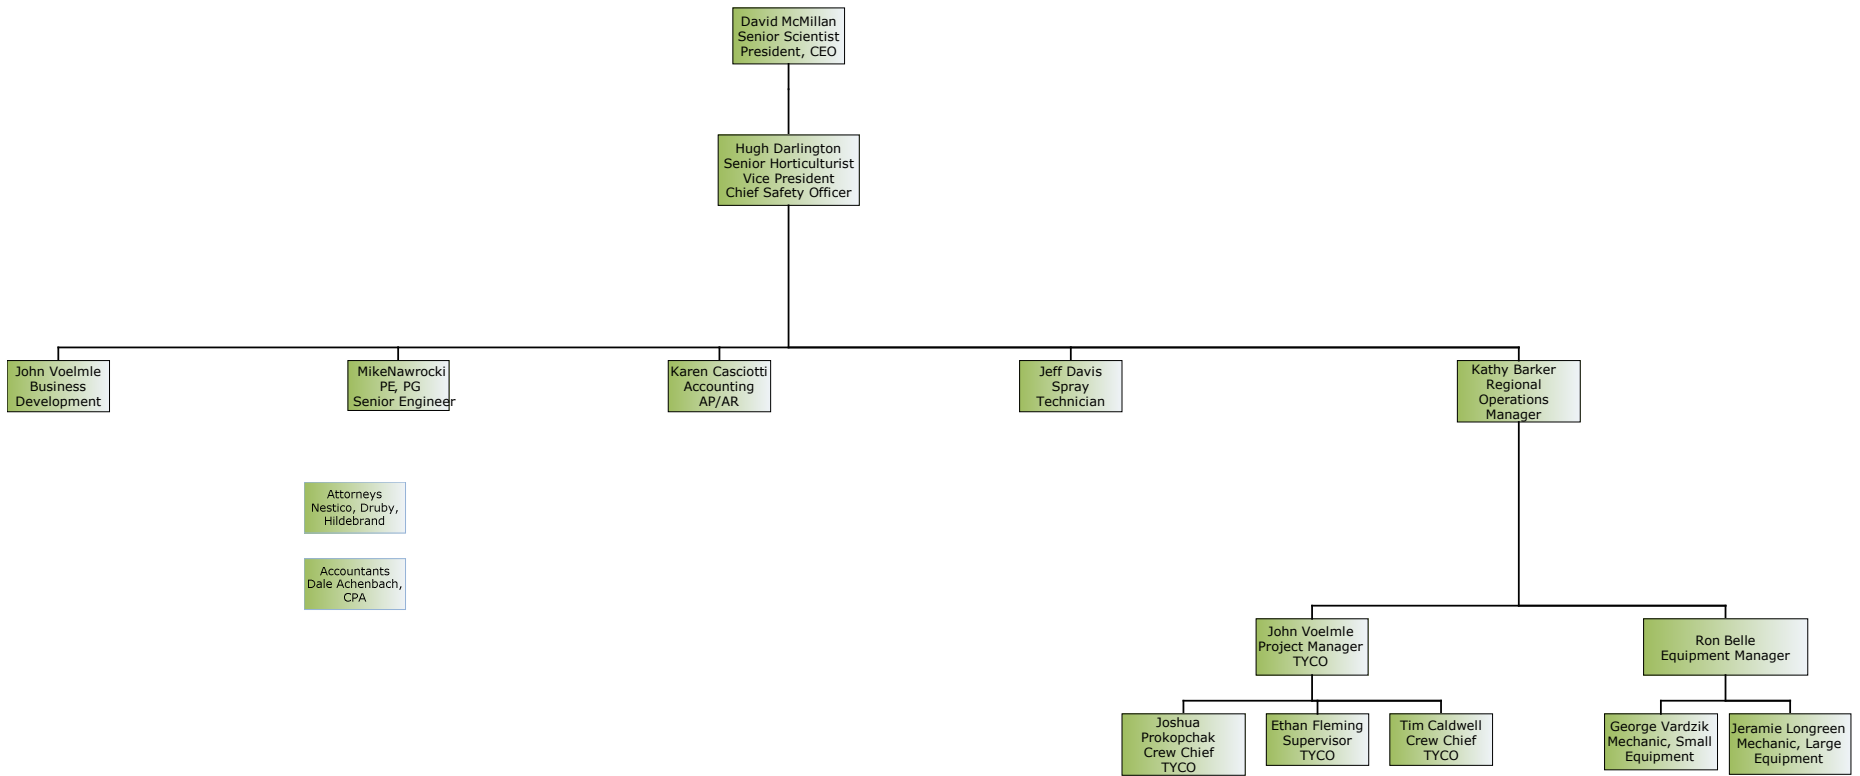 David McMillan
Senior Scientist
President, CEO
Hugh Darlington
Senior Horticulturist
Vice President
Chief Safety Officer
John Voelmle
Business
Development
MikeNawrocki
PE, PG
Senior Engineer
Karen Casciotti
Accounting
AP/AR
Jeff Davis
Spray
Technician
Kathy Barker
Regional
Operations
Manager
Attorneys
Nestico, Druby,
Hildebrand
Accountants
Dale Achenbach,
CPA
John Voelmle
Project Manager
TYCO
Ron Belle
Equipment Manager
Joshua
Prokopchak
Crew Chief
TYCO
Ethan Fleming
Supervisor
TYCO
Tim Caldwell
Crew Chief
TYCO
George Vardzik
Mechanic, Small
Equipment
Jeramie Longreen
Mechanic, Large
Equipment